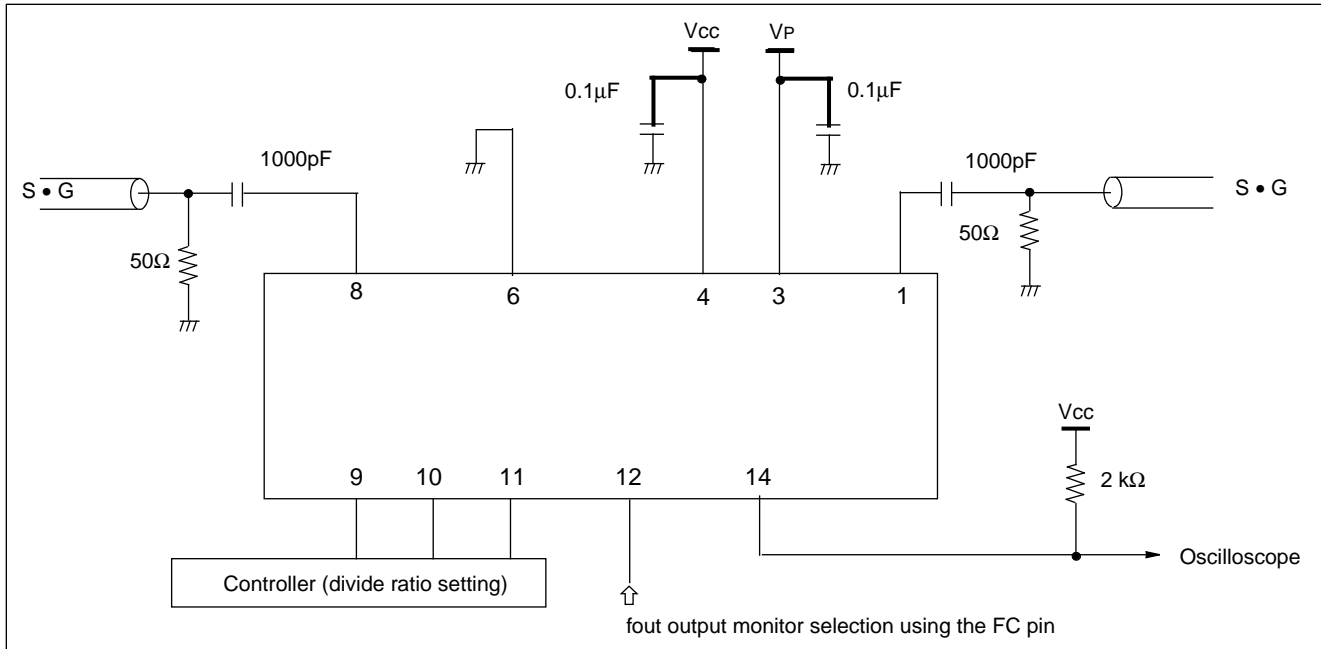 Vcc
VP
0.1μF
0.1μF
1000pF
1000pF
S • G
S • G
50Ω
50Ω
8
6
4
3
1
Vcc
9
10
11
12
14
2 kΩ
Controller (divide ratio setting)
Oscilloscope
fout output monitor selection using the FC pin